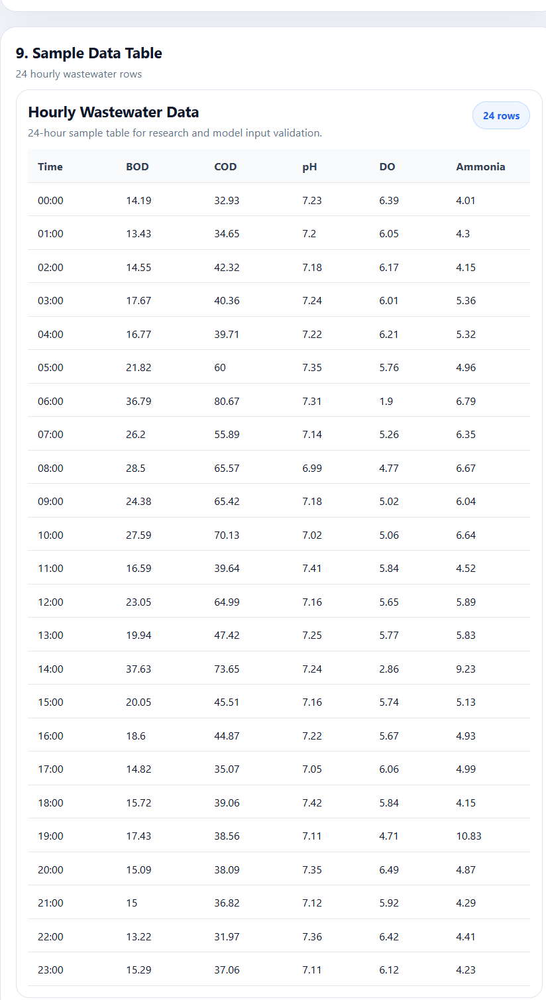 9. Sample Data Table
24 hourly wastewater rows
Hourly Wastewater Data
24 rows
24-hour sample table for research and model input validation.
Time BOD COD pH DO Ammonia
00:00 14.19 32.93 7.23 6.39 4.01
01:00 13.43 34.65 7.2 6.05 4.3
02:00 14.55 42.32 7.18 6.17 4.15
03:00 17.67 40.36 7.24 6.01 5.36
04:00 16.77 39.71 7.22 6.21 5.32
05:00 21.82 60 7.35 5.76 4.96
06:00 36.79 80.67 7.31 1.9 6.79
07:00 26.2 55.89 7.14 5.26 6.35
08:00 28.5 65.57 6.99 4.77 6.67
09:00 24.38 65.42 7.18 5.02 6.04
10:00 27.59 70.13 7.02 5.06 6.64
11:00 16.59 39.64 7.41 5.84 4.52
12:00 23.05 64.99 7.16 5.65 5.89
13:00 19.94 47.42 7.25 5.77 5.83
14:00 37.63 73.65 7.24 2.86 9.23
15:00 20.05 45.51 7.16 5.74 5.13
16:00 18.6 44.87 7.22 5.67 4.93
17:00 14.82 35.07 7.05 6.06 4.99
18:00 15.72 39.06 7.42 5.84 4.15
19:00 17.43 38.56 7.11 4.71 10.83
20:00 15.09 38.09 7.35 6.49 4.87
21:00 15 36.82 7.12 5.92 4.29
22:00 13.22 31.97 7.36 6.42 4.41
23:00 15.29 37.06 7.11 6.12 4.23